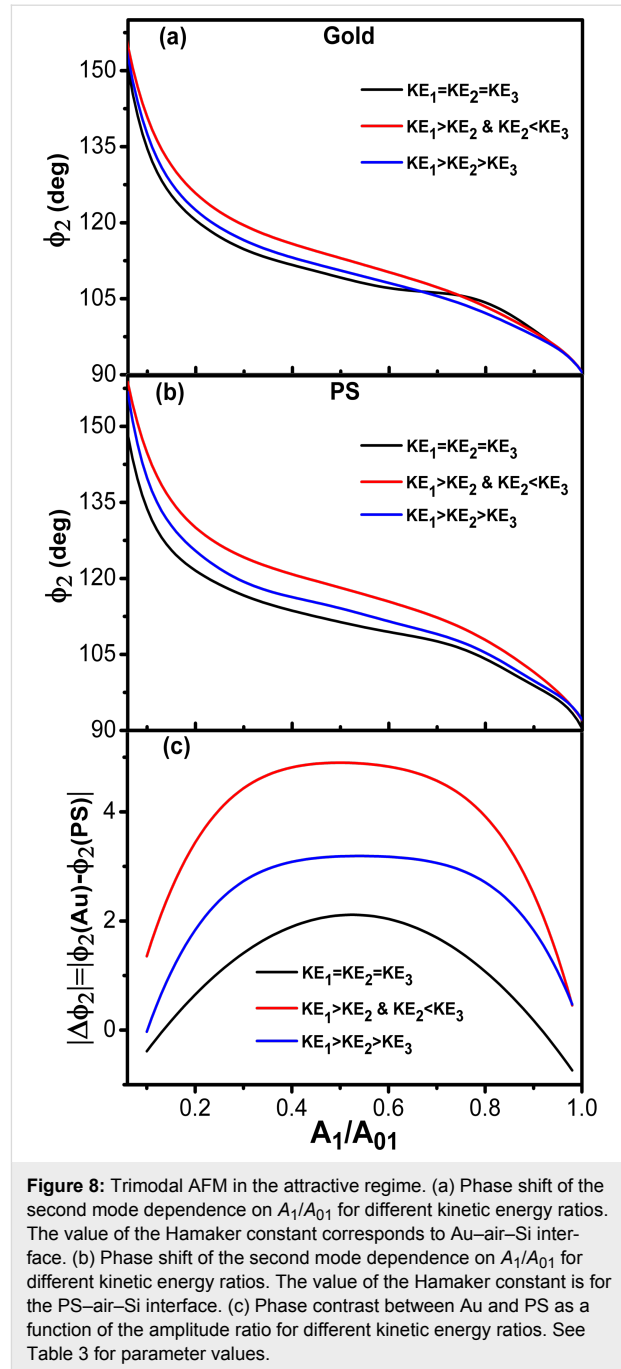 (a)
Gold
150
135
120
105
90
ϕ₂ (deg)
KE₁=KE₂=KE₃
KE₁>KE₂ & KE₂<KE₃
KE₁>KE₂>KE₃
(b)
PS
150
135
120
105
90
ϕ₂ (deg)
KE₁=KE₂=KE₃
KE₁>KE₂ & KE₂<KE₃
KE₁>KE₂>KE₃
(c)
4
2
0
|Δϕ₂|=|ϕ₂(Au)-ϕ₂(PS)|
KE₁=KE₂=KE₃
KE₁>KE₂ & KE₂<KE₃
KE₁>KE₂>KE₃
0.2 0.4 0.6 0.8 1.0
A₁/A₀₁
Figure 8: Trimodal AFM in the attractive regime. (a) Phase shift of the
second mode dependence on A₁/A₀₁ for different kinetic energy ratios.
The value of the Hamaker constant corresponds to Au–air–Si inter-
face. (b) Phase shift of the second mode dependence on A₁/A₀₁ for
different kinetic energy ratios. The value of the Hamaker constant is for
the PS–air–Si interface. (c) Phase contrast between Au and PS as a
function of the amplitude ratio for different kinetic energy ratios. See
Table 3 for parameter values.